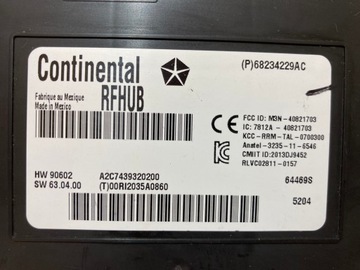 Continental
(P)68234229AC
Fabrique au Mexique
Made in Mexico
RFHUB
FCC ID: M3N - 40821703
IC: 7812A - 40821703
KCC-RRM-TAL-0700300
Anatel-3235-11-6546
CMIIT ID:2013DJ9452
RLVC02811-0157
HW 90602
A2C7439320200
SW 63.04.00
(T)00RI2035A0860
64469S
5204